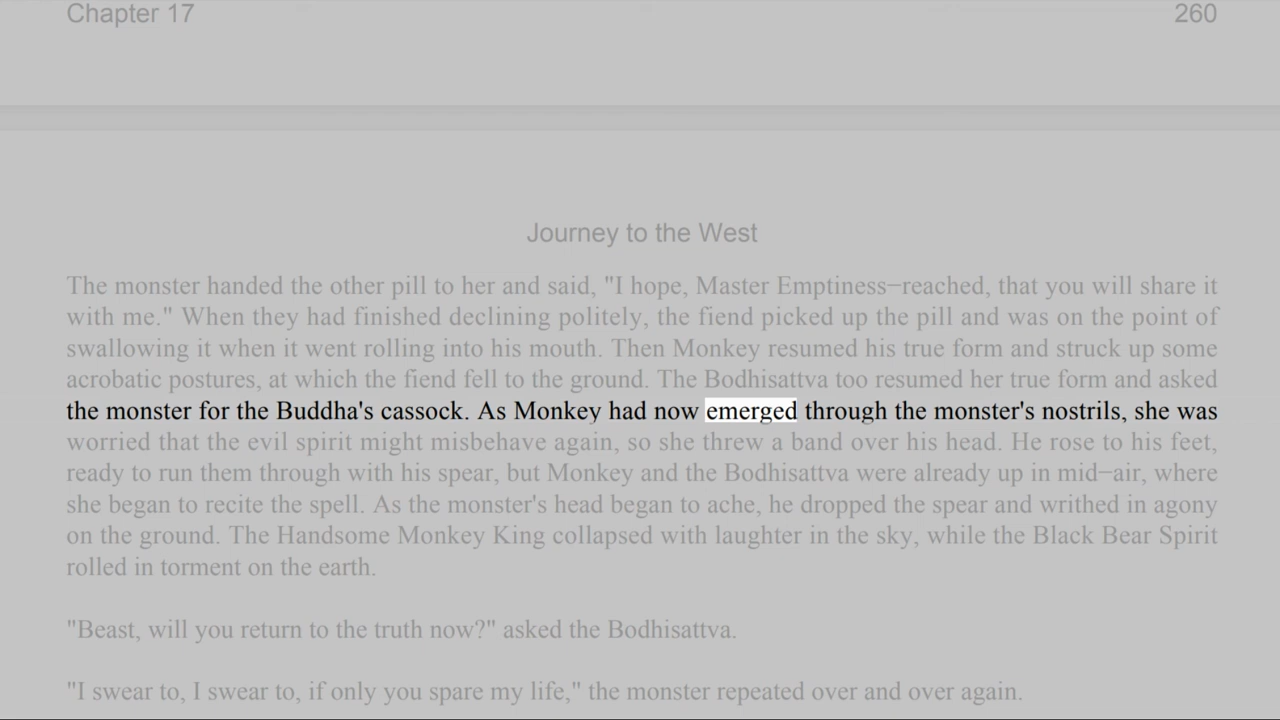 Chapter 17 260
Journey to the West
The monster handed the other pill to her and said, "I hope, Master Emptiness−reached, that you will share it
with me." When they had finished declining politely, the fiend picked up the pill and was on the point of
swallowing it when it went rolling into his mouth. Then Monkey resumed his true form and struck up some
acrobatic postures, at which the fiend fell to the ground. The Bodhisattva too resumed her true form and asked
the monster for the Buddha's cassock. As Monkey had now emerged through the monster's nostrils, she was
worried that the evil spirit might misbehave again, so she threw a band over his head. He rose to his feet,
ready to run them through with his spear, but Monkey and the Bodhisattva were already up in mid−air, where
she began to recite the spell. As the monster's head began to ache, he dropped the spear and writhed in agony
on the ground. The Handsome Monkey King collapsed with laughter in the sky, while the Black Bear Spirit
rolled in torment on the earth.
"Beast, will you return to the truth now?" asked the Bodhisattva.
"I swear to, I swear to, if only you spare my life," the monster repeated over and over again.